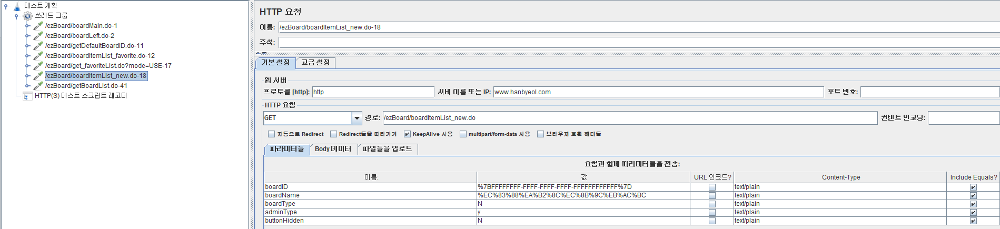 테스트 계획
쓰레드 그룹
/ezBoard/boardMain.do-1
/ezBoard/boardLeft.do-2
/ezBoard/getDefaultBoardID.do-11
/ezBoard/boardItemList_favorite.do-12
/ezBoard/get_favoriteList.do?mode=USE-17
/ezBoard/boardItemList_new.do-18
/ezBoard/getBoardList.do-41
HTTP(S) 테스트 스크립트 레코더
HTTP 요청
이름: /ezBoard/boardItemList_new.do-18
주석:
기본 설정 고급 설정
웹 서버
프로토콜 [http]: http 서버 이름 또는 IP: www.hanbyeol.com 포트 번호:
HTTP 요청
GET 경로: /ezBoard/boardItemList_new.do 컨텐트 인코딩:
자동으로 Redirect Redirect들을 따라가기 KeepAlive 사용 multipart/form-data 사용 브라우저 호환 헤더들
파라미터들 Body 데이터 파일들을 업로드
요청과 함께 파라미터들을 전송:
이름: 값 URL 인코드? Content-Type Include Equals?
boardID %7BFFFFFFFF-FFFF-FFFF-FFFF-FFFFFFFFFFFF%7D text/plain
boardName %EC%83%88%EA%B2%8C%EC%8B%9C%EB%AC%BC text/plain
boardType N text/plain
adminType y text/plain
buttonHidden N text/plain